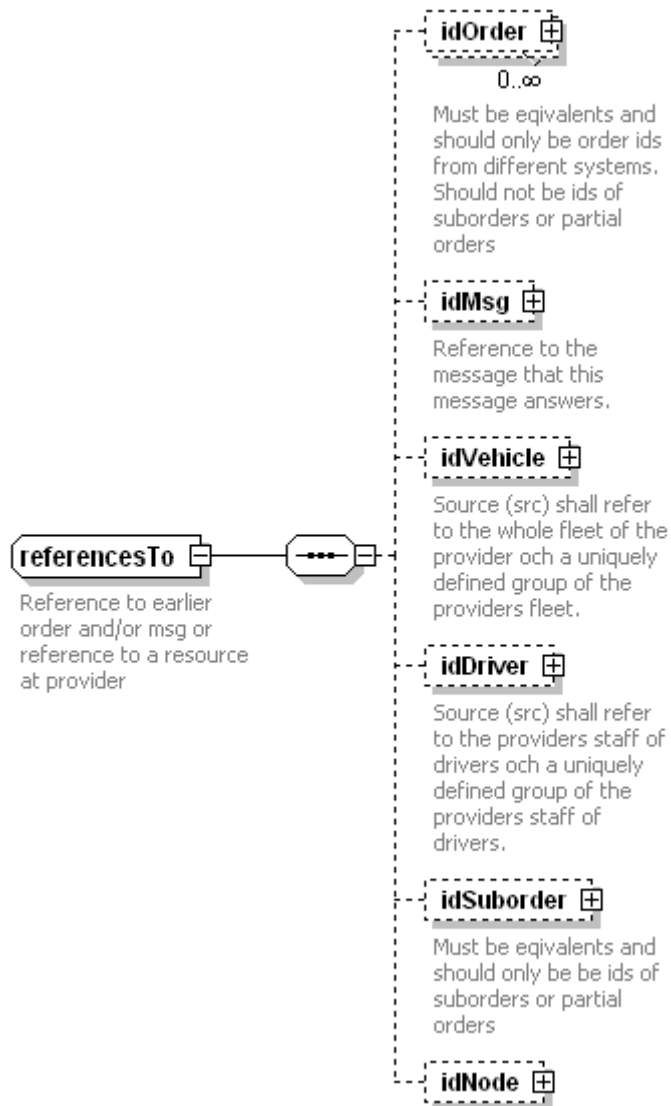 idOrder
0..∞
Must be eqivalents and
should only be order ids
from different systems.
Should not be ids of
suborders or partial
orders
idMsg
Reference to the
message that this
message answers.
idVehicle
Source (src) shall refer
to the whole fleet of the
provider och a uniquely
defined group of the
providers fleet.
referencesTo
Reference to earlier
order and/or msg or
reference to a resource
at provider
idDriver
Source (src) shall refer
to the providers staff of
drivers och a uniquely
defined group of the
providers staff of
drivers.
idSuborder
Must be eqivalents and
should only be be ids of
suborders or partial
orders
idNode